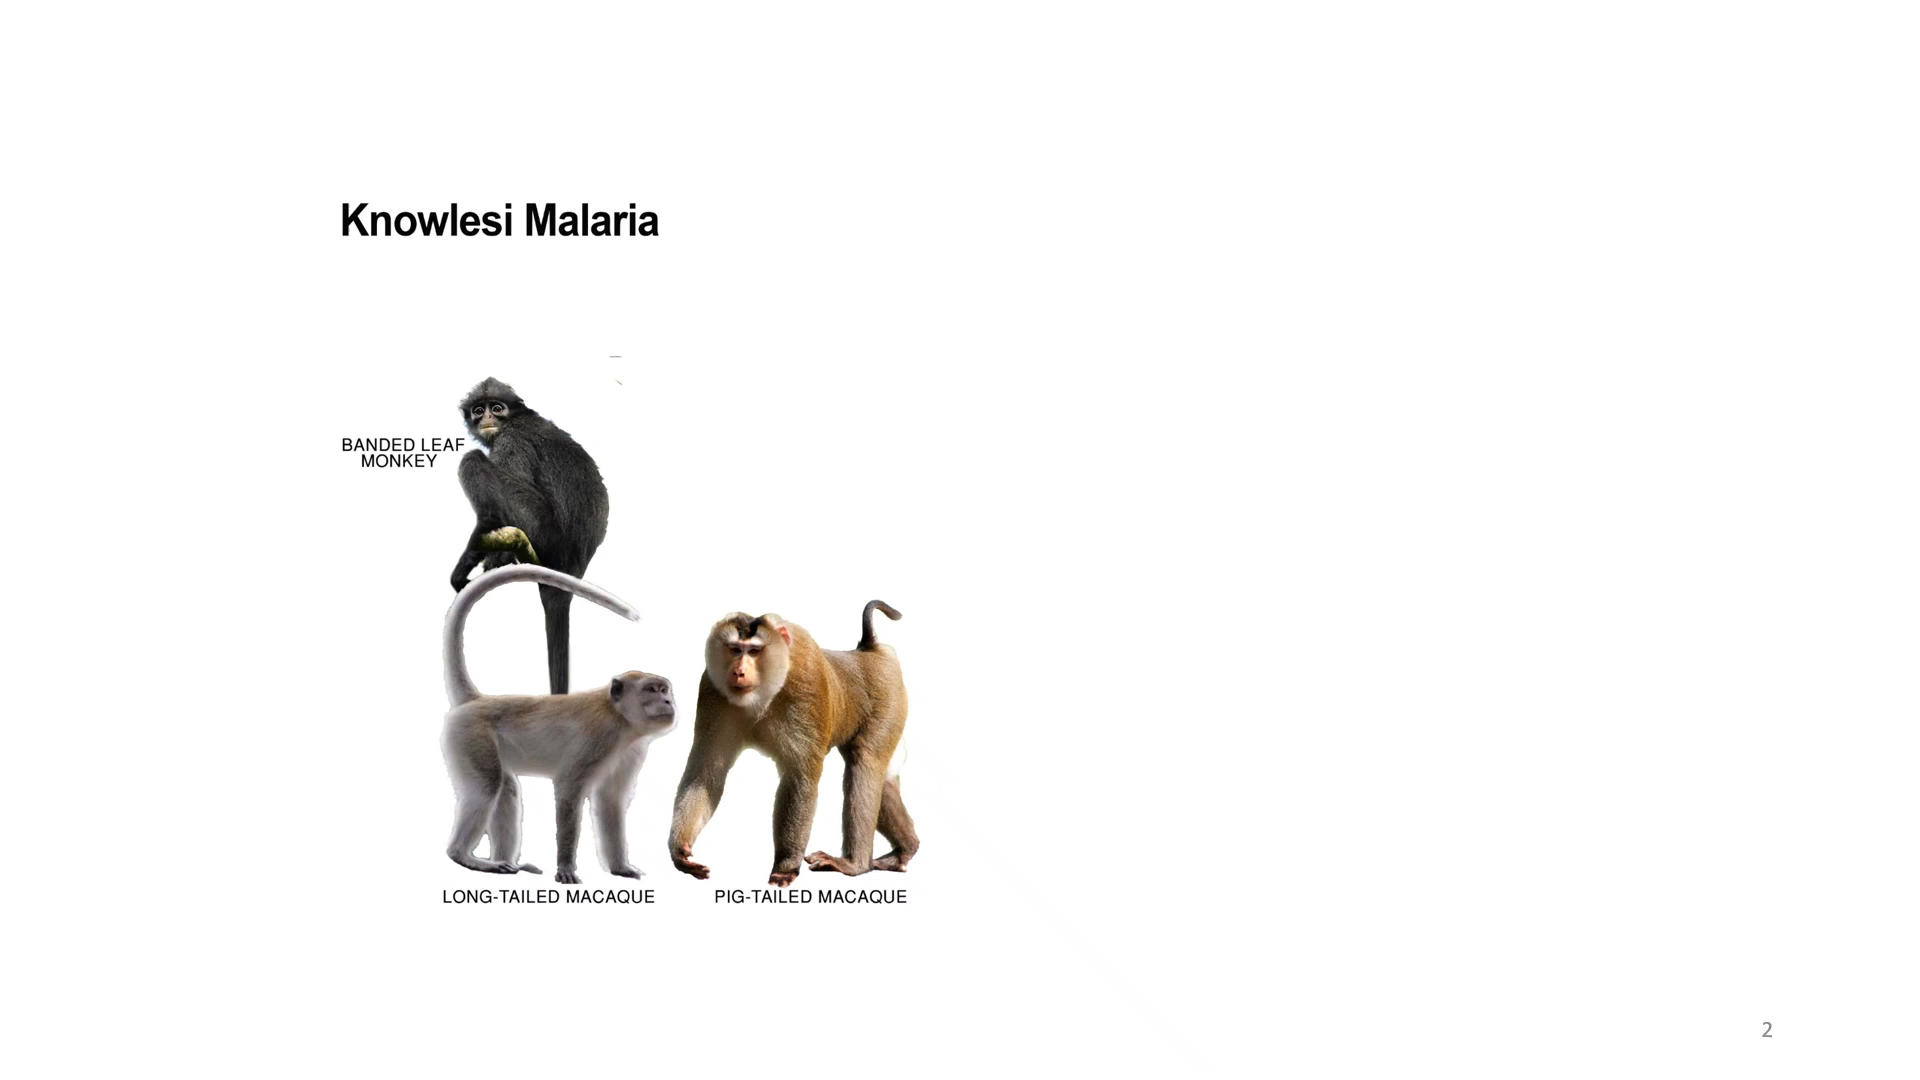 Knowlesi Malaria
BANDED LEAF
MONKEY
LONG-TAILED MACAQUE
PIG-TAILED MACAQUE
2